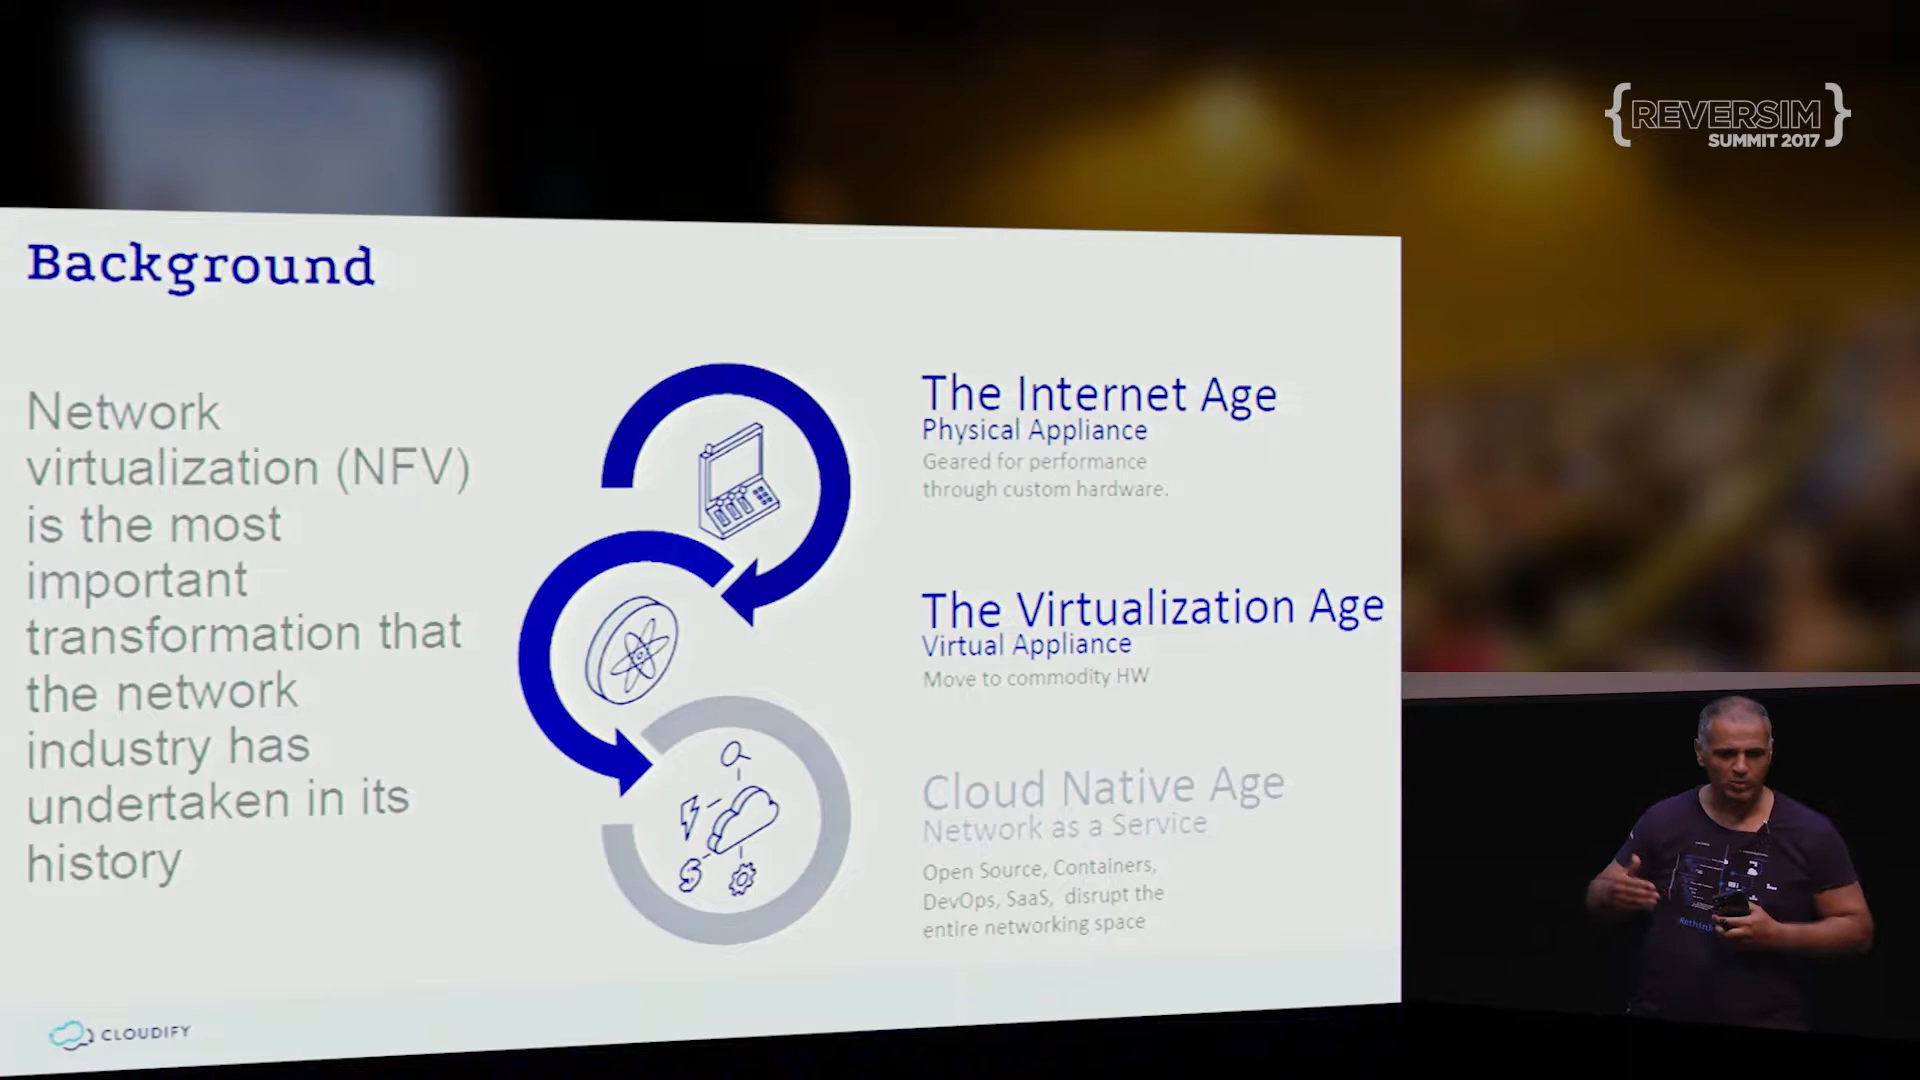 {REVERSIM}
SUMMIT 2017
Background
Network
virtualization (NFV)
is the most
important
transformation that
the network
industry has
undertaken in its
history
The Internet Age
Physical Appliance
Geared for performance
through custom hardware.
The Virtualization Age
Virtual Appliance
Move to commodity HW
Cloud Native Age
Network as a Service
Open Source, Containers,
DevOps, SaaS, disrupt the
entire networking space
CLOUDIFY